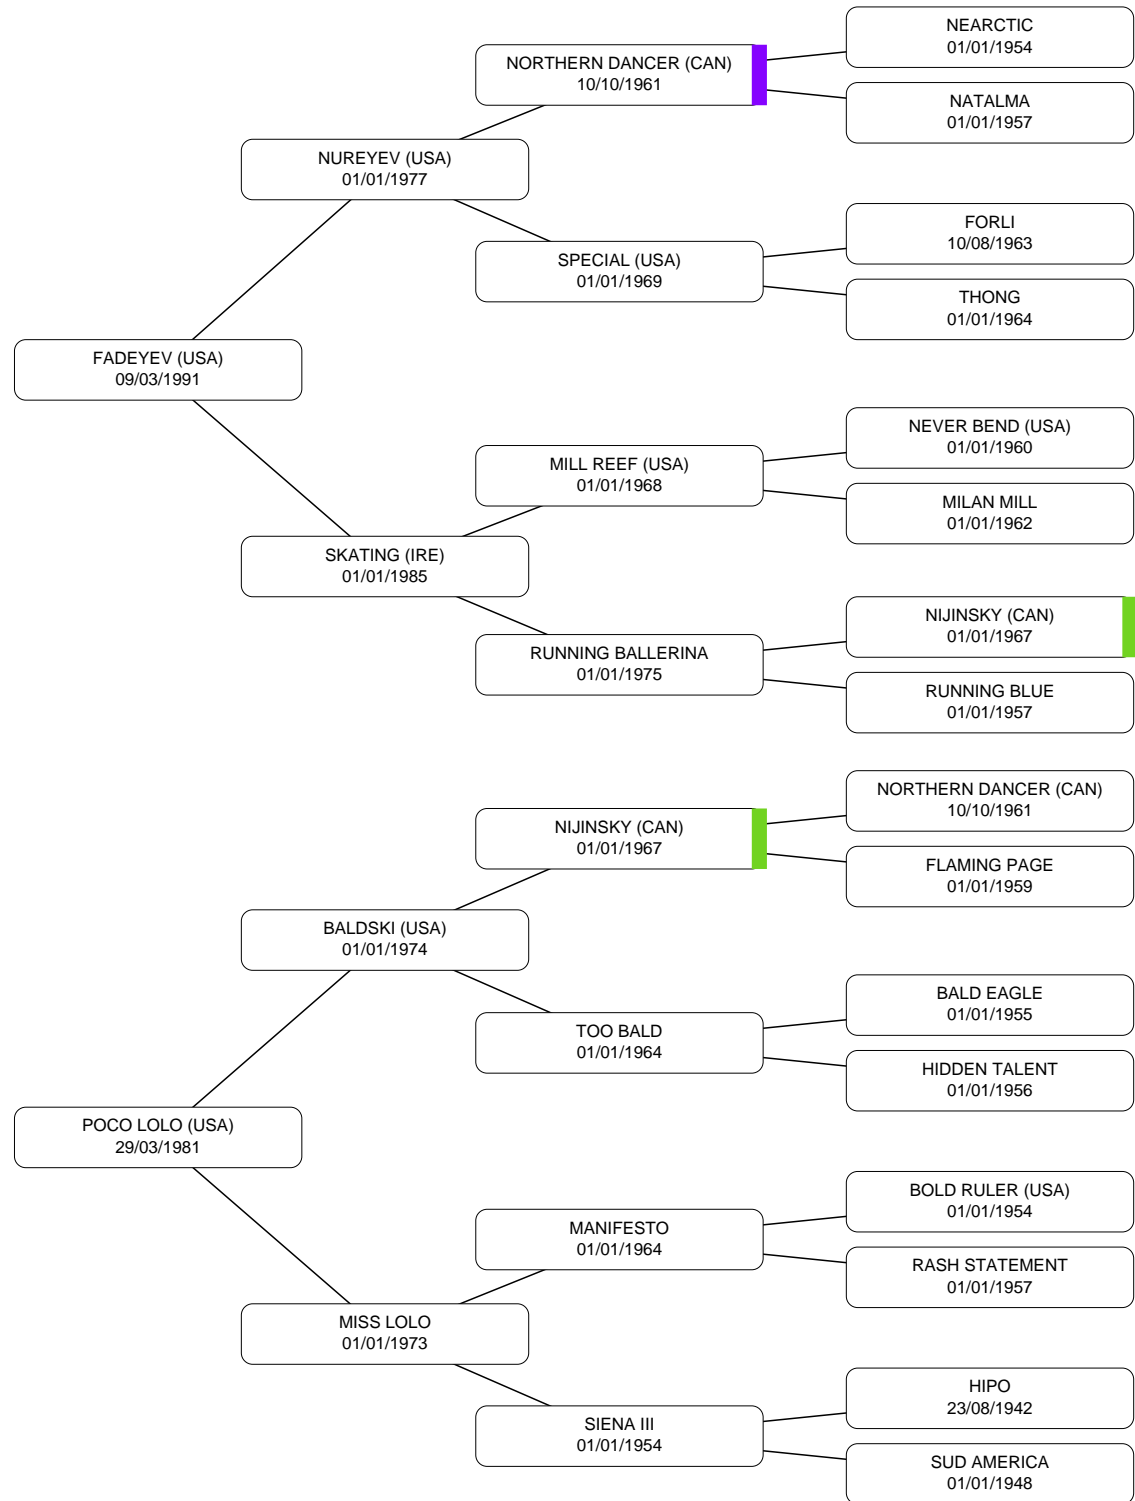 NEARCTIC
01/01/1954
NORTHERN DANCER (CAN)
10/10/1961
NATALMA
01/01/1957
NUREYEV (USA)
01/01/1977
FORLI
10/08/1963
SPECIAL (USA)
01/01/1969
THONG
01/01/1964
FADEYEV (USA)
09/03/1991
NEVER BEND (USA)
01/01/1960
MILL REEF (USA)
01/01/1968
MILAN MILL
01/01/1962
SKATING (IRE)
01/01/1985
NIJINSKY (CAN)
01/01/1967
RUNNING BALLERINA
01/01/1975
RUNNING BLUE
01/01/1957
NORTHERN DANCER (CAN)
10/10/1961
NIJINSKY (CAN)
01/01/1967
FLAMING PAGE
01/01/1959
BALDSKI (USA)
01/01/1974
BALD EAGLE
01/01/1955
TOO BALD
01/01/1964
HIDDEN TALENT
01/01/1956
POCO LOLO (USA)
29/03/1981
BOLD RULER (USA)
01/01/1954
MANIFESTO
01/01/1964
RASH STATEMENT
01/01/1957
MISS LOLO
01/01/1973
HIPO
23/08/1942
SIENA III
01/01/1954
SUD AMERICA
01/01/1948